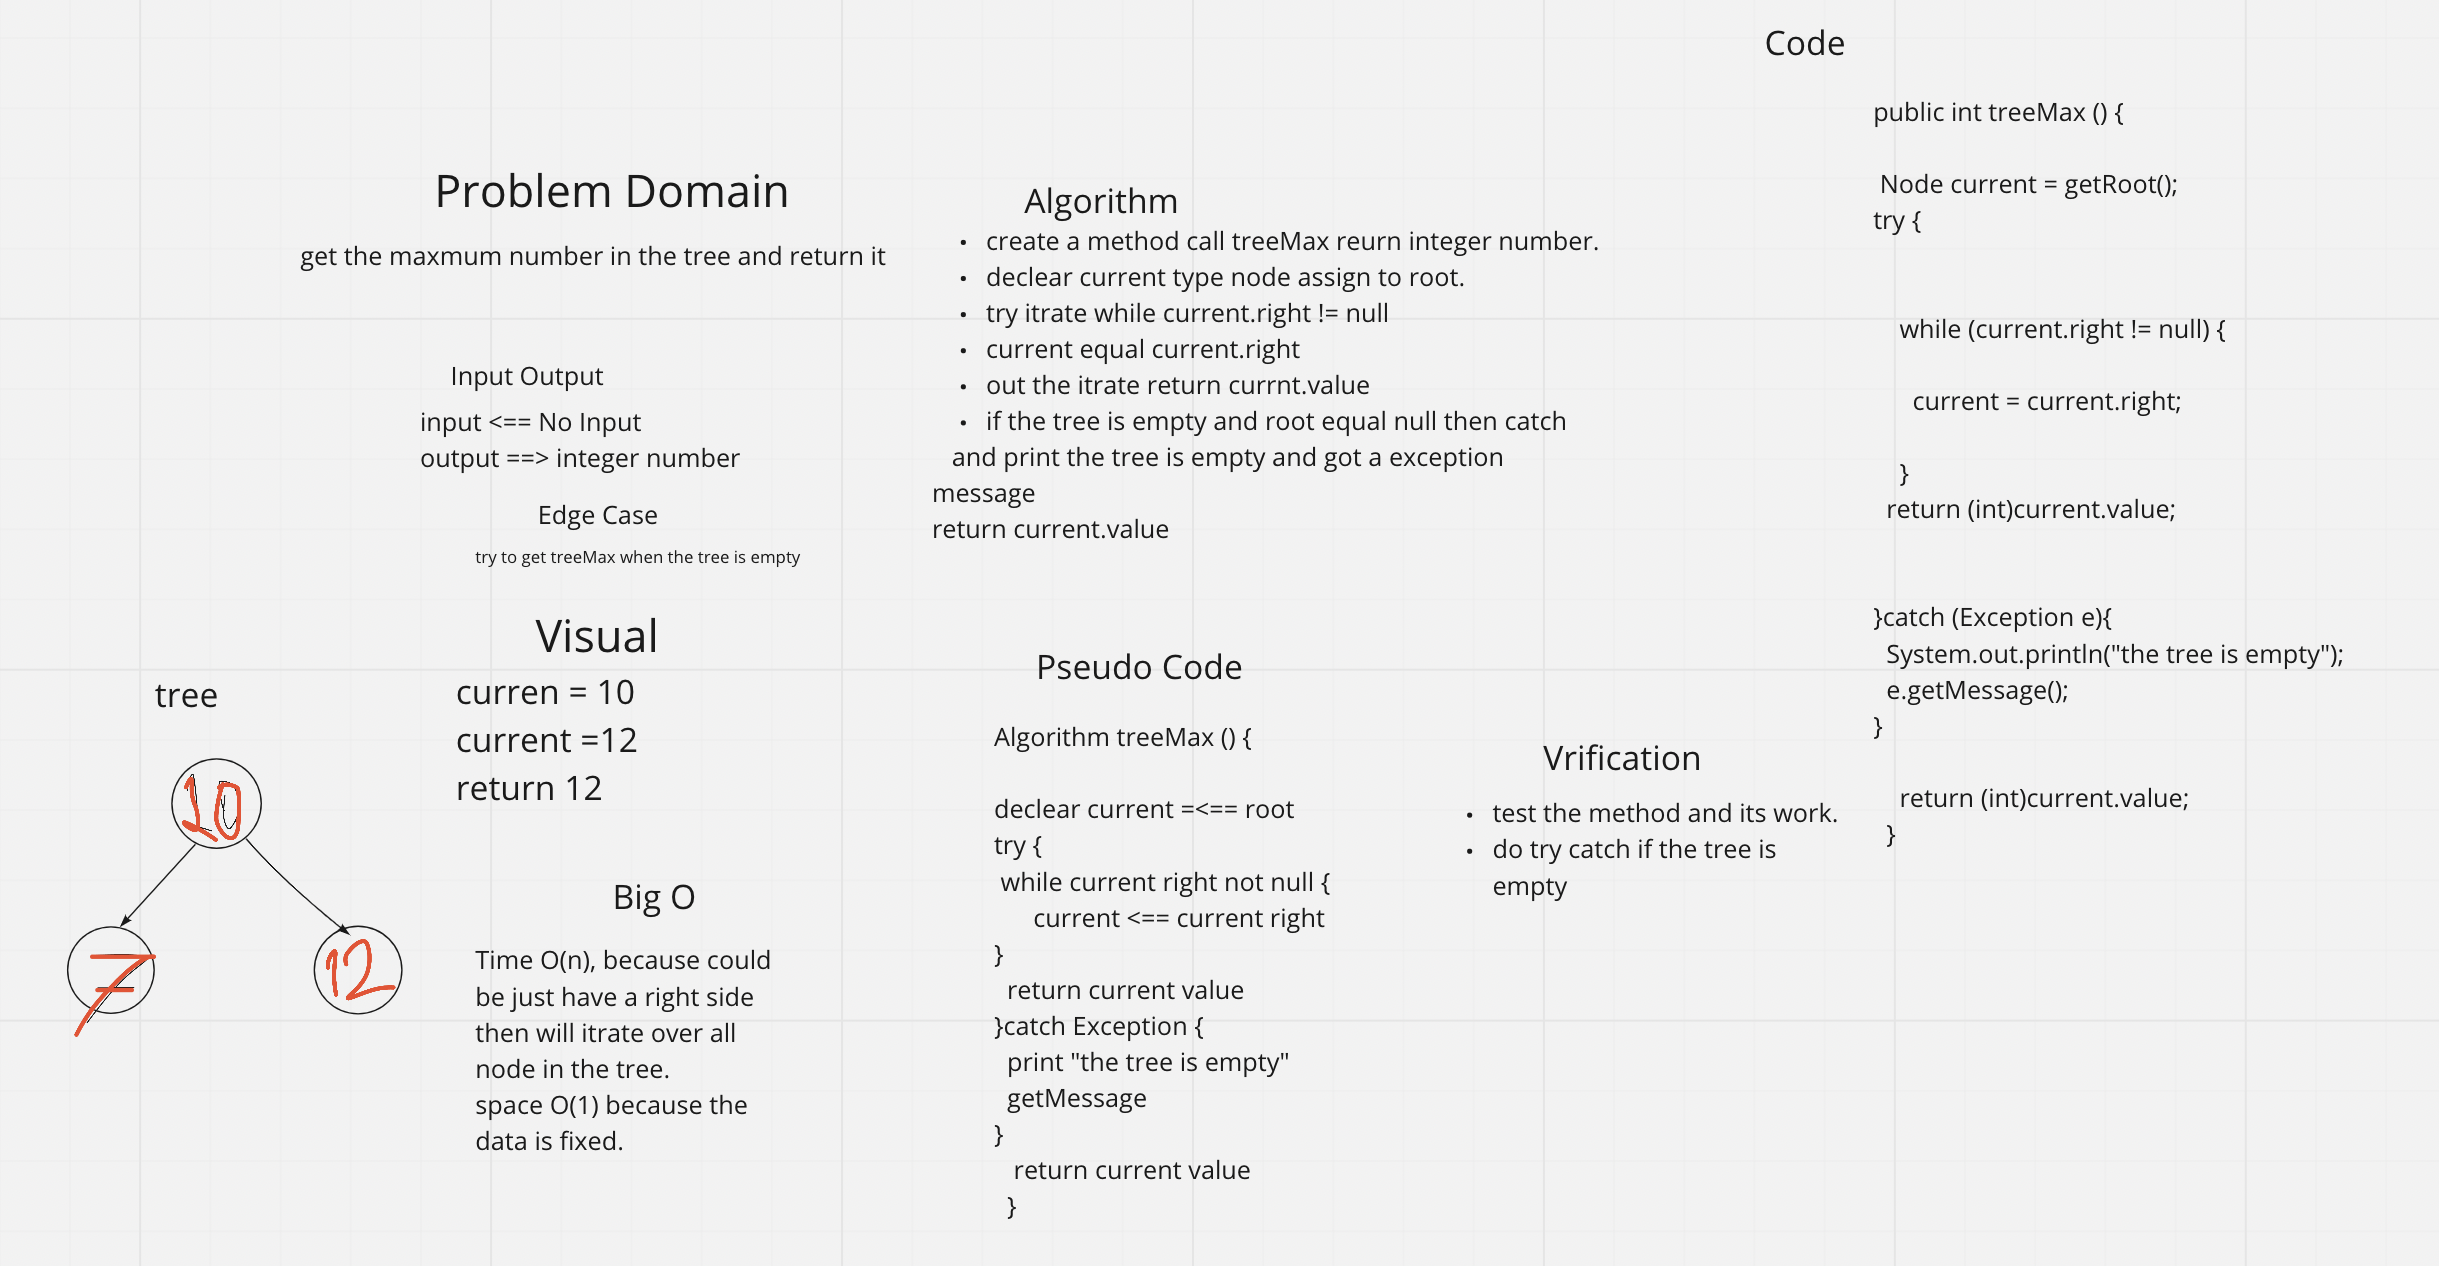 Problem Domain
get the maxmum number in the tree and return it
Input Output
input <== No Input
output ==> integer number
Edge Case
try to get treeMax when the tree is empty
Visual
tree
curren = 10
current =12
return 12
10
7
12
Big O
Time O(n), because could
be just have a right side
then will itrate over all
node in the tree.
space O(1) because the
data is fixed.
Algorithm
• create a method call treeMax reurn integer number.
• declear current type node assign to root.
• try itrate while current.right != null
• current equal current.right
• out the itrate return currnt.value
• if the tree is empty and root equal null then catch
and print the tree is empty and got a exception
message
return current.value
Pseudo Code
Algorithm treeMax () {
declear current =<== root
try {
while current right not null {
current <== current right
}
return current value
}catch Exception {
print "the tree is empty"
getMessage
}
return current value
}
Vrification
• test the method and its work.
• do try catch if the tree is
empty
Code
public int treeMax () {
Node current = getRoot();
try {
while (current.right != null) {
current = current.right;
}
return (int)current.value;
}catch (Exception e){
System.out.println("the tree is empty");
e.getMessage();
}
return (int)current.value;
}